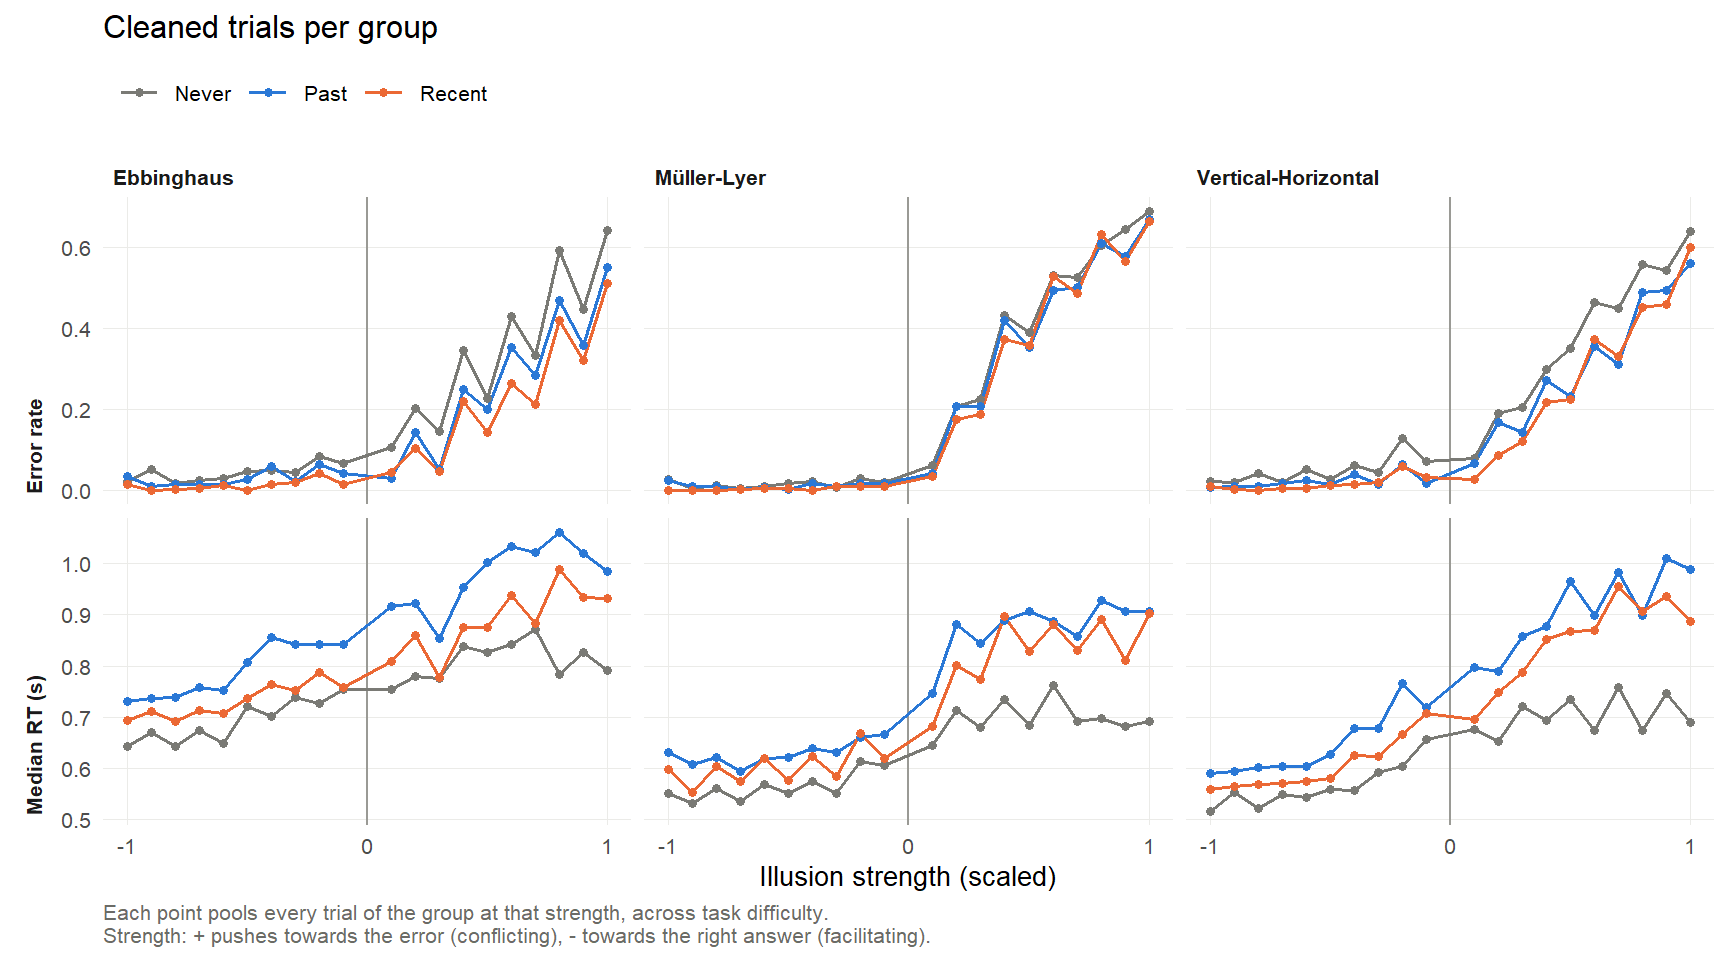 Cleaned trials per group
Never Past Recent
Ebbinghaus Müller-Lyer Vertical-Horizontal
Error rate
0.6
0.4
0.2
0.0
Median RT (s)
1.0
0.9
0.8
0.7
0.6
0.5
-1 0 1 -1 0 1 -1 0 1
Illusion strength (scaled)
Each point pools every trial of the group at that strength, across task difficulty.
Strength: + pushes towards the error (conflicting), - towards the right answer (facilitating).